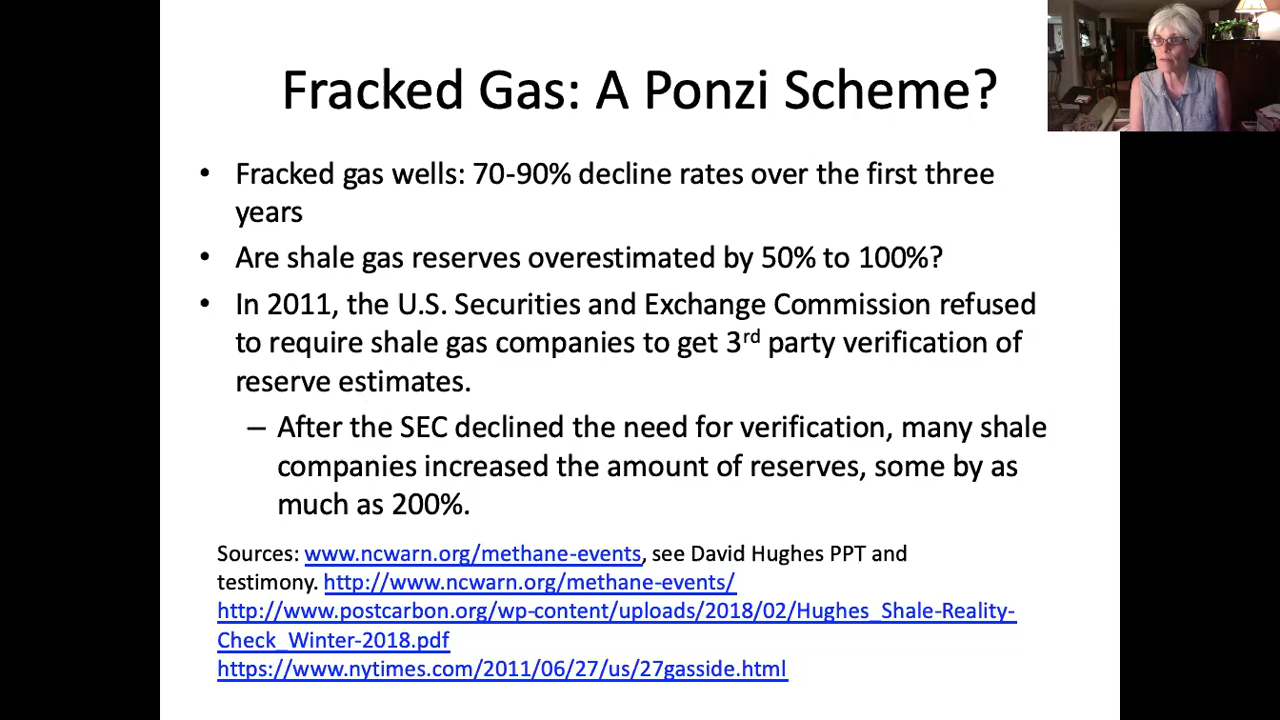 Fracked Gas: A Ponzi Scheme?
• Fracked gas wells: 70-90% decline rates over the first three
years
• Are shale gas reserves overestimated by 50% to 100%?
• In 2011, the U.S. Securities and Exchange Commission refused
to require shale gas companies to get 3rd party verification of
reserve estimates.
– After the SEC declined the need for verification, many shale
companies increased the amount of reserves, some by as
much as 200%.
Sources: www.ncwarn.org/methane-events, see David Hughes PPT and
testimony. http://www.ncwarn.org/methane-events/
http://www.postcarbon.org/wp-content/uploads/2018/02/Hughes_Shale-Reality-
Check_Winter-2018.pdf
https://www.nytimes.com/2011/06/27/us/27gasside.html